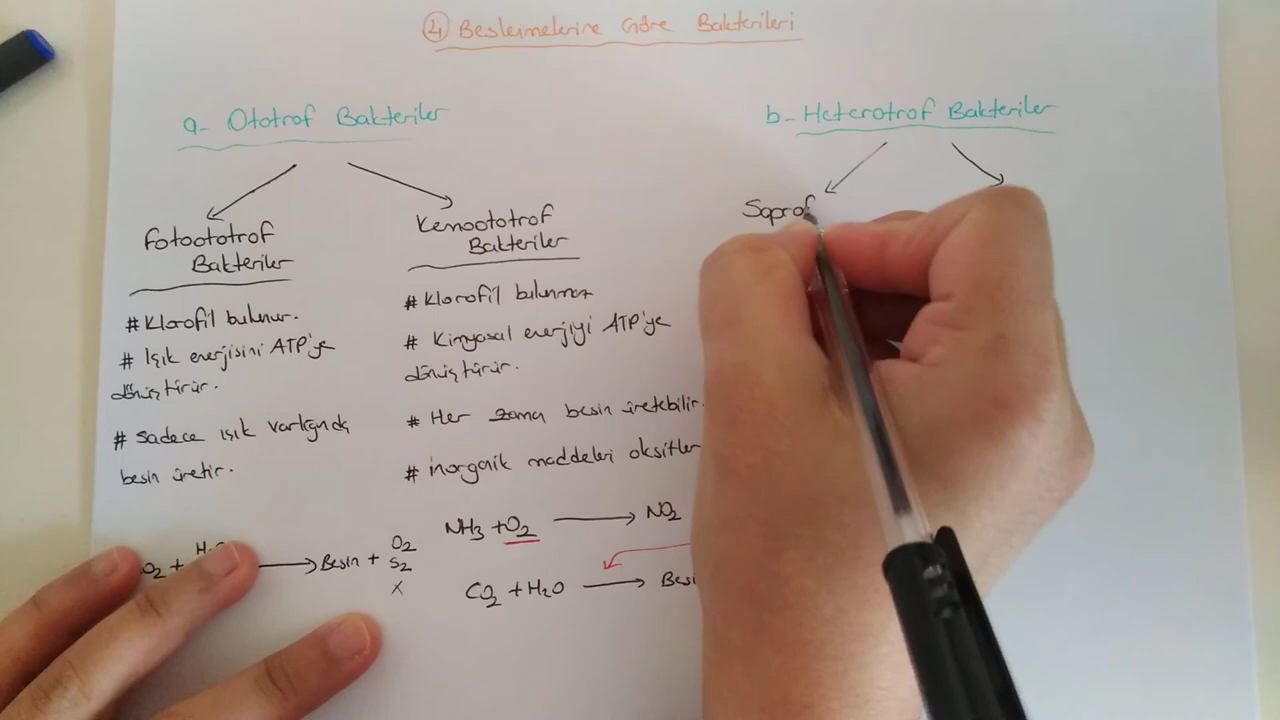 4 Beslenmelerine Göre Bakterileri
a- Ototrof Bakteriler
Fotoototrof
Bakteriler
#Klorofil bulunur.
# Işık enerjisini ATP'ye
dönüştürür.
# Sadece ışık varlığında
besin üretir.
O2 +
Besin + O2
S2
X
Kemoototrof
Bakteriler
# Klorofil bulunmaz
# Kimyasal enerjiyi ATP'ye
dönüştürür.
# Her zaman besin üretebilir.
# inorganik maddeleri oksitler
NH3 + O2 → NO2
CO2 + H2O → Besi
b- Heterotrof Bakteriler
Saprof